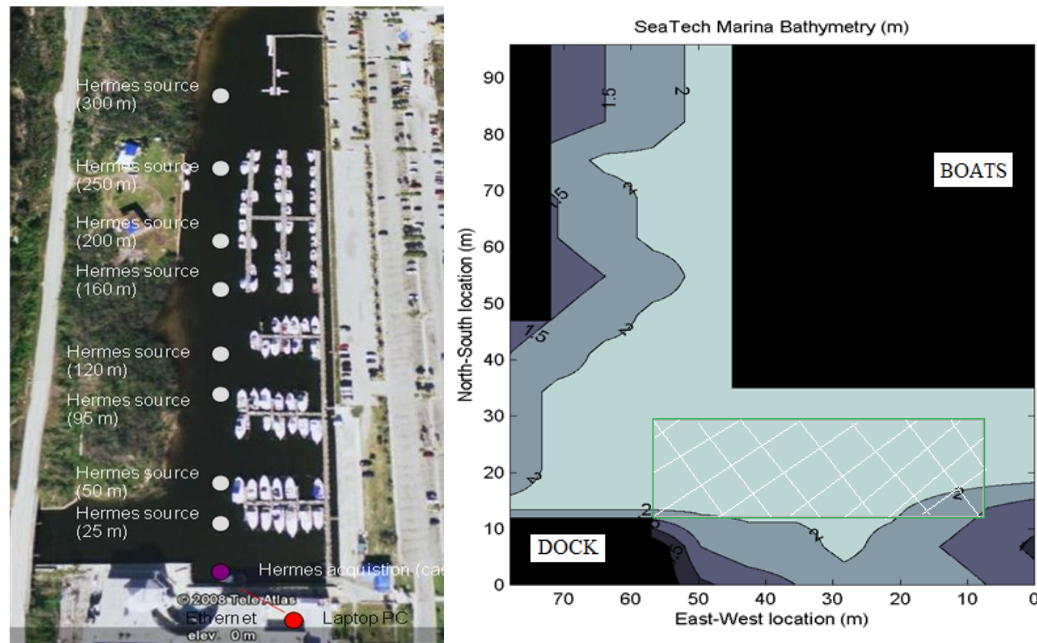 Hermes source
(300 m)
Hermes source
(250 m)
Hermes source
(200 m)
Hermes source
(160 m)
Hermes source
(120 m)
Hermes source
(95 m)
Hermes source
(50 m)
Hermes source
(25 m)
Hermes acquistion (cas
© 2008 Tele Atlas
Ethernet
Laptop PC
elev. 0 m
SeaTech Marina Bathymetry (m)
North-South location (m)
90
80
70
60
50
40
30
20
10
0
1.5
2
1.5
2
1.5
2
2
2
2
2
BOATS
DOCK
70
60
50
40
30
20
10
0
East-West location (m)